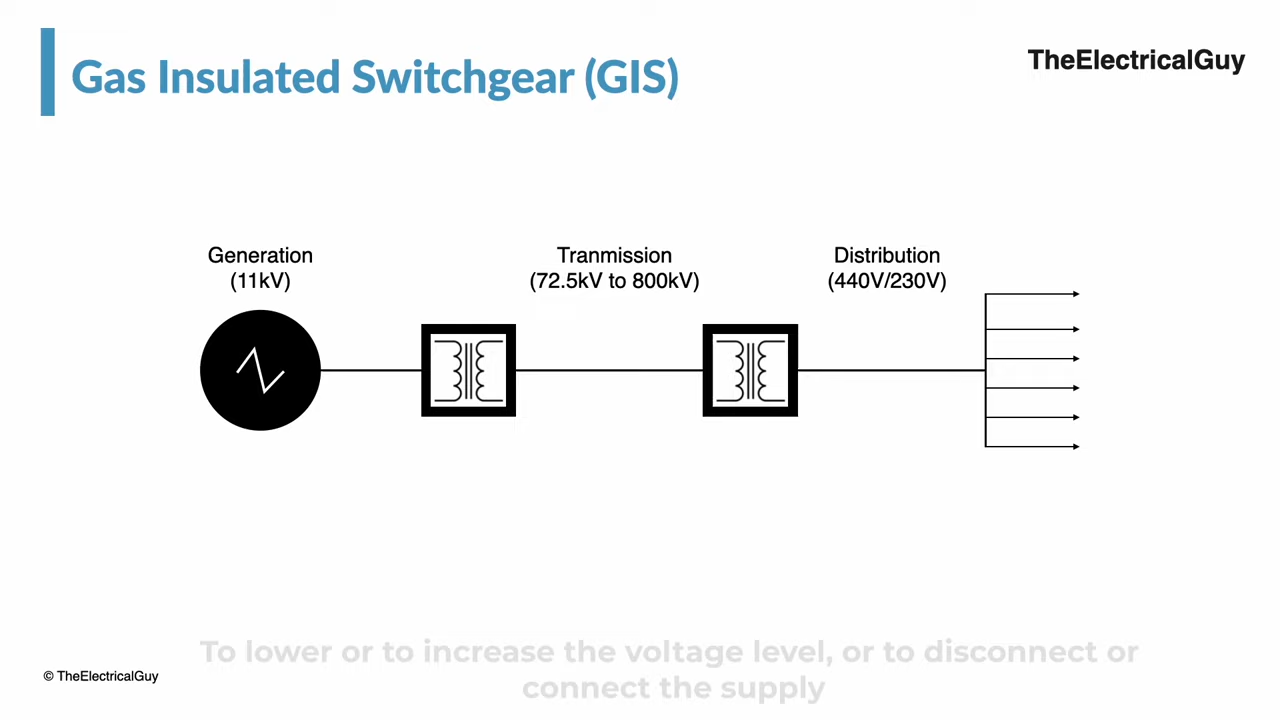 Gas Insulated Switchgear (GIS)
TheElectricalGuy
Generation
(11kV)
Tranmission
(72.5kV to 800kV)
Distribution
(440V/230V)
To lower or to increase the voltage level, or to disconnect or
connect the supply
© TheElectricalGuy